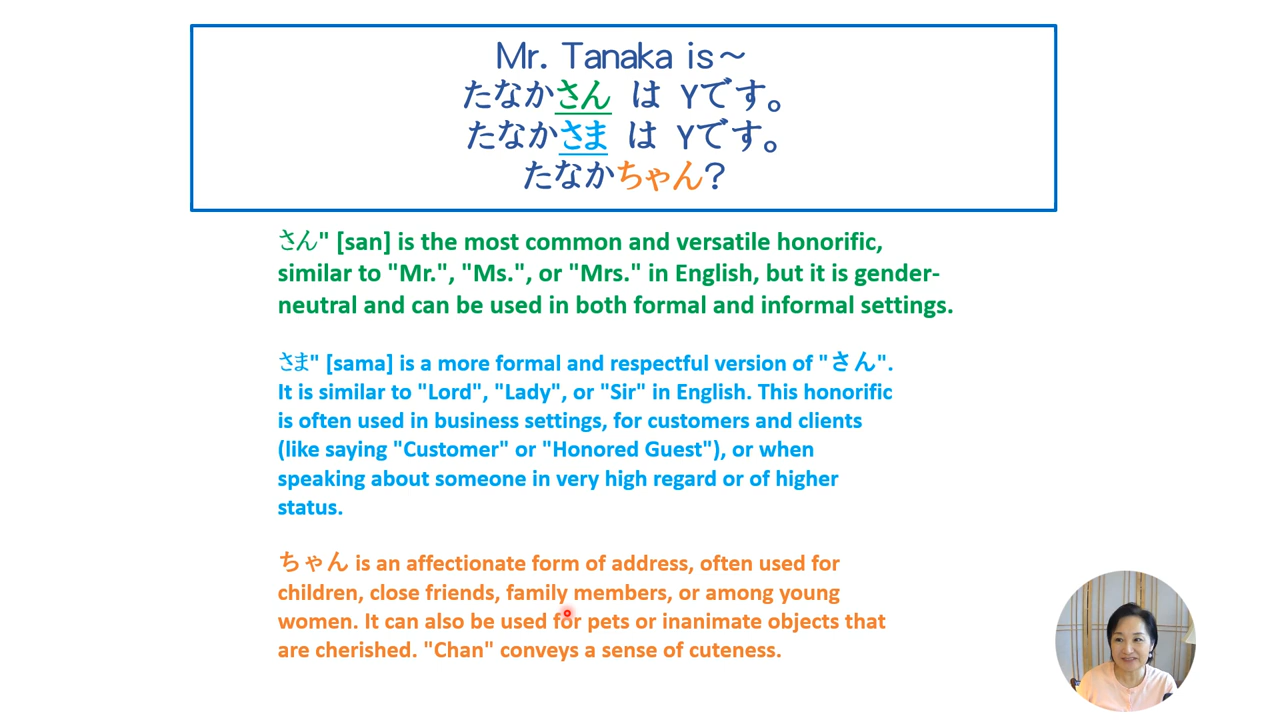 Mr. Tanaka is～
たなかさん は Yです。
たなかさま は Yです。
たなかちゃん?
さん" [san] is the most common and versatile honorific,
similar to "Mr.", "Ms.", or "Mrs." in English, but it is gender-
neutral and can be used in both formal and informal settings.
さま" [sama] is a more formal and respectful version of "さん".
It is similar to "Lord", "Lady", or "Sir" in English. This honorific
is often used in business settings, for customers and clients
(like saying "Customer" or "Honored Guest"), or when
speaking about someone in very high regard or of higher
status.
ちゃん is an affectionate form of address, often used for
children, close friends, family members, or among young
women. It can also be used for pets or inanimate objects that
are cherished. "Chan" conveys a sense of cuteness.